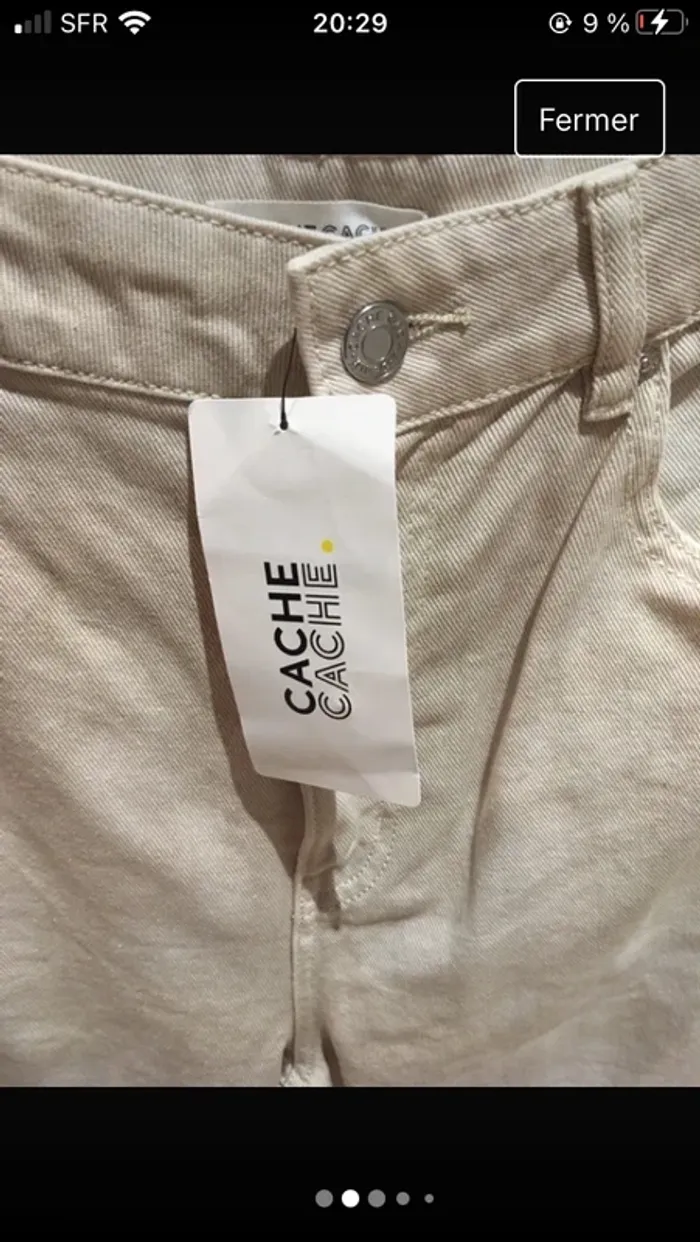 SFR
20:29
9 %
Fermer
CACHE
CACHE